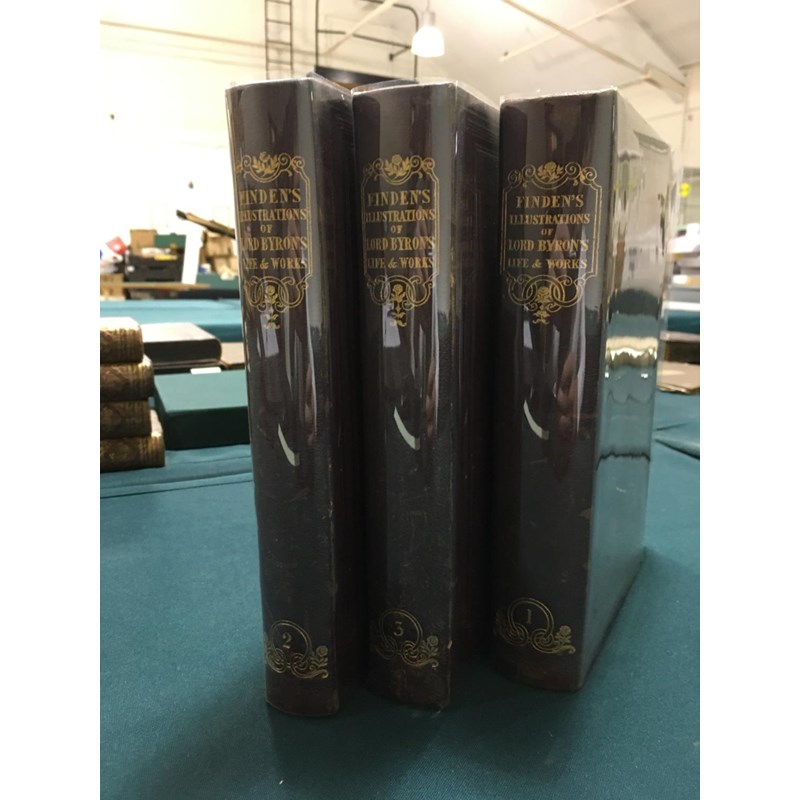 FINDEN'S
ILLUSTRATIONS
OF
LORD BYRON'S
LIFE & WORKS
2
FINDEN'S
ILLUSTRATIONS
OF
LORD BYRON'S
LIFE & WORKS
3
FINDEN'S
ILLUSTRATIONS
OF
LORD BYRON'S
LIFE & WORKS
1